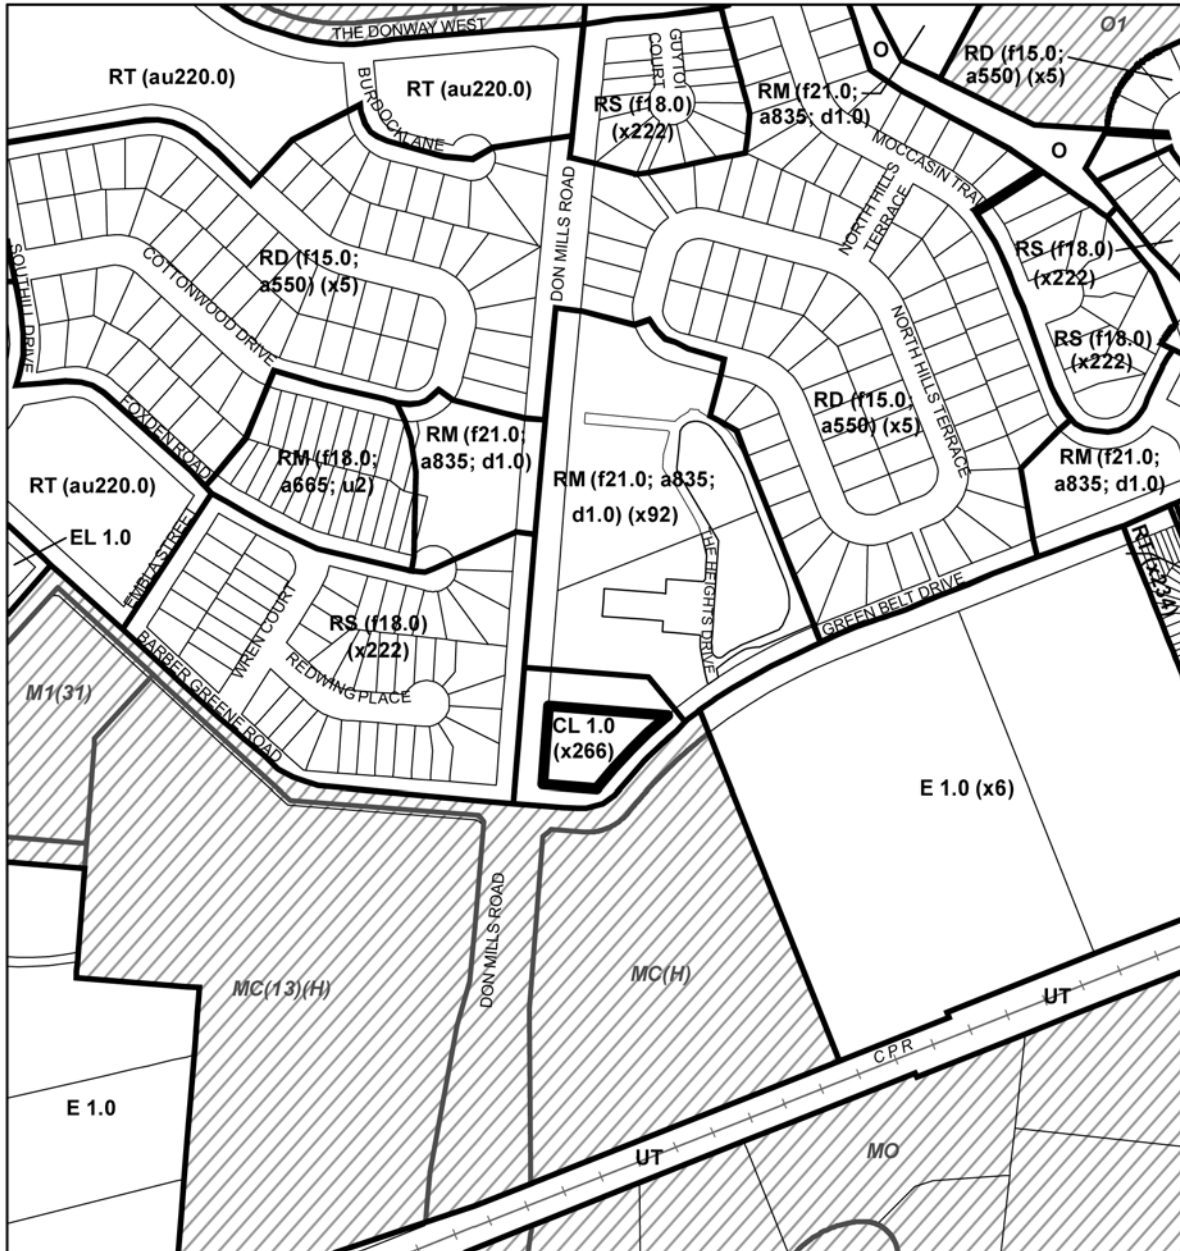 THE DONWAY WEST
O1
RT (au220.0)
BURDOCKLANE
RT (au220.0)
GUY TOI
COURT
RS (f18.0)
(x222)
RM (f21.0;
a835; d1.0)
O
RD (f15.0;
a550) (x5)
MOCCASIN TRAI
O
NORTH HILLS
TERRACE
DON MILLS ROAD
RS (f18.0)
(x222)
SOUTHILL DRIVE
COTTONWOOD DRIVE
RD (f15.0;
a550) (x5)
NORTH HILLS TERRACE
RS (f18.0)
(x222)
RD (f15.0;
a550) (x5)
FOXDEN ROAD
RM (f18.0;
a665; u2)
RM (f21.0;
a835; d1.0)
RM (f21.0; a835;
d1.0) (x92)
RM (f21.0;
a835; d1.0)
RT (au220.0)
EL 1.0
EMBLA STREET
RT (x234)
THE HEIGHTS DRIVE
GREEN BELT DRIVE
WREN COURT
RS (f18.0)
(x222)
REDWING PLACE
BARBER GREENE ROAD
M1(31)
CL 1.0
(x266)
E 1.0 (x6)
DON MILLS ROAD
MC(13)(H)
MC(H)
UT
CPR
E 1.0
UT
MO